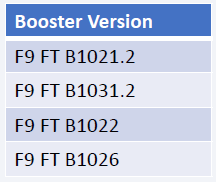 Booster Version
F9 FT B1021.2
F9 FT B1031.2
F9 FT B1022
F9 FT B1026